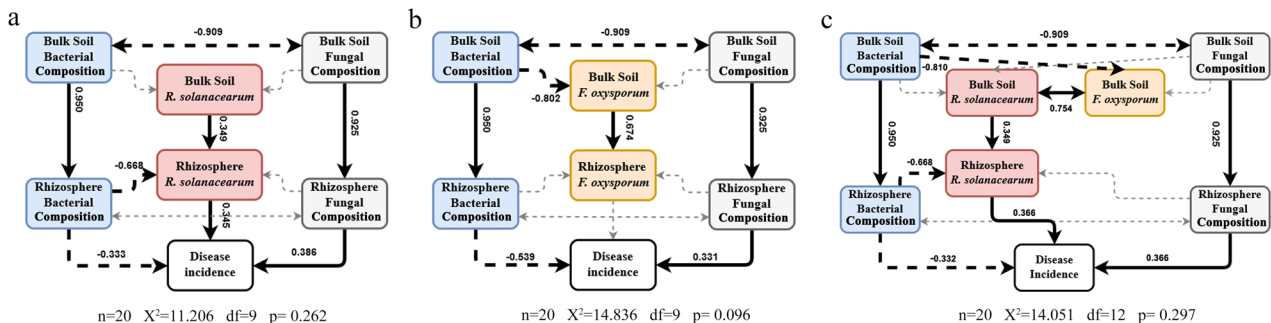 a
-0.909
Bulk Soil
Bacterial
Composition
Bulk Soil
Fungal
Composition
Bulk Soil
R. solanacearum
0.950
0.349
0.925
-0.668
Rhizosphere
R. solanacearum
Rhizosphere
Bacterial
Composition
Rhizosphere
Fungal
Composition
0.345
-0.333
0.386
Disease
incidence
n=20 X²=11.206 df=9 p= 0.262
b
-0.909
Bulk Soil
Bacterial
Composition
Bulk Soil
Fungal
Composition
-0.802
Bulk Soil
F. oxysporum
0.950
0.674
0.925
Rhizosphere
F. oxysporum
Rhizosphere
Bacterial
Composition
Rhizosphere
Fungal
Composition
-0.539
0.331
Disease
incidence
n=20 X²=14.836 df=9 p= 0.096
c
-0.909
Bulk Soil
Bacterial
Composition
Bulk Soil
Fungal
Composition
-0.810
Bulk Soil
R. solanacearum
0.754
Bulk Soil
F. oxysporum
0.950
0.349
0.925
-0.668
Rhizosphere
R. solanacearum
Rhizosphere
Bacterial
Composition
Rhizosphere
Fungal
Composition
0.366
-0.332
0.366
Disease
Incidence
n=20 X²=14.051 df=12 p= 0.297